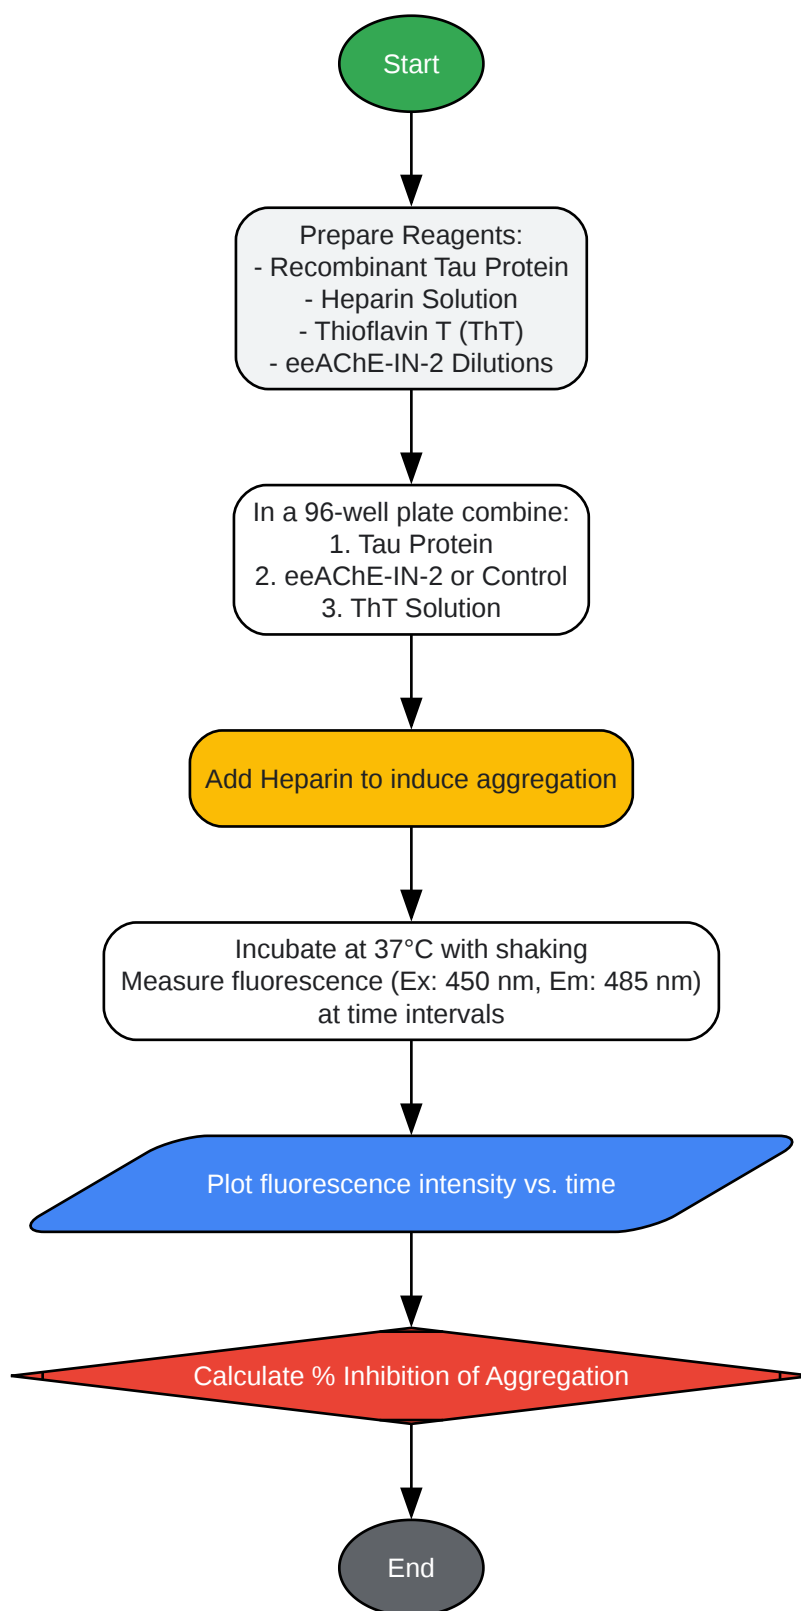 Start
Prepare Reagents:
- Recombinant Tau Protein
- Heparin Solution
- Thioflavin T (ThT)
- eeAChE-IN-2 Dilutions
In a 96-well plate combine:
1. Tau Protein
2. eeAChE-IN-2 or Control
3. ThT Solution
Add Heparin to induce aggregation
Incubate at 37°C with shaking
Measure fluorescence (Ex: 450 nm, Em: 485 nm)
at time intervals
Plot fluorescence intensity vs. time
Calculate % Inhibition of Aggregation
End